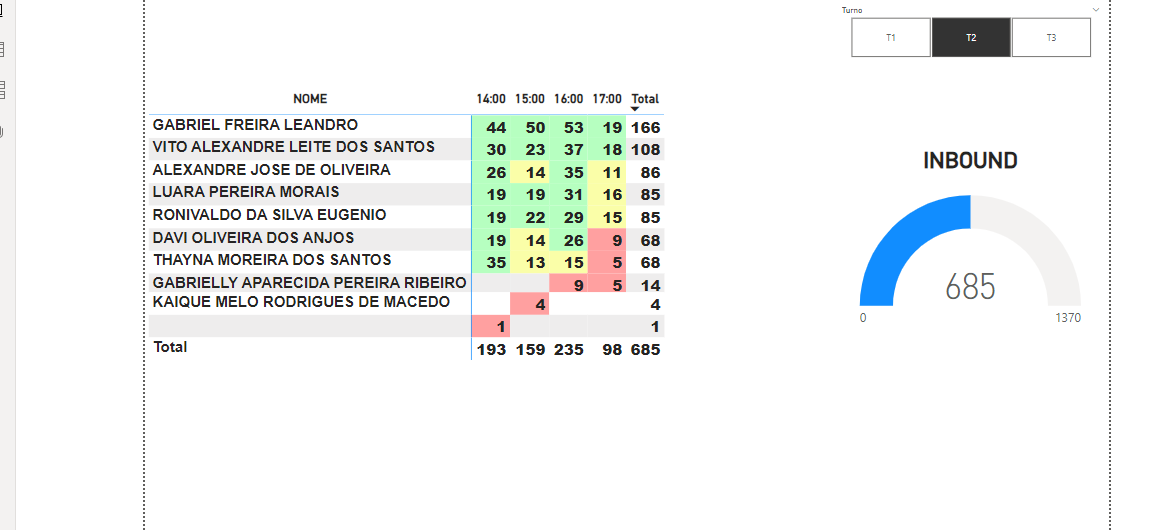 Turno
T1 T2 T3
NOME 14:00 15:00 16:00 17:00 Total
GABRIEL FREIRA LEANDRO 44 50 53 19 166
VITO ALEXANDRE LEITE DOS SANTOS 30 23 37 18 108
ALEXANDRE JOSE DE OLIVEIRA 26 14 35 11 86
LUARA PEREIRA MORAIS 19 19 31 16 85
RONIVALDO DA SILVA EUGENIO 19 22 29 15 85
DAVI OLIVEIRA DOS ANJOS 19 14 26 9 68
THAYNA MOREIRA DOS SANTOS 35 13 15 5 68
GABRIELLY APARECIDA PEREIRA RIBEIRO 9 5 14
KAIQUE MELO RODRIGUES DE MACEDO 4 4
1 1
Total 193 159 235 98 685
INBOUND
685
0 1370